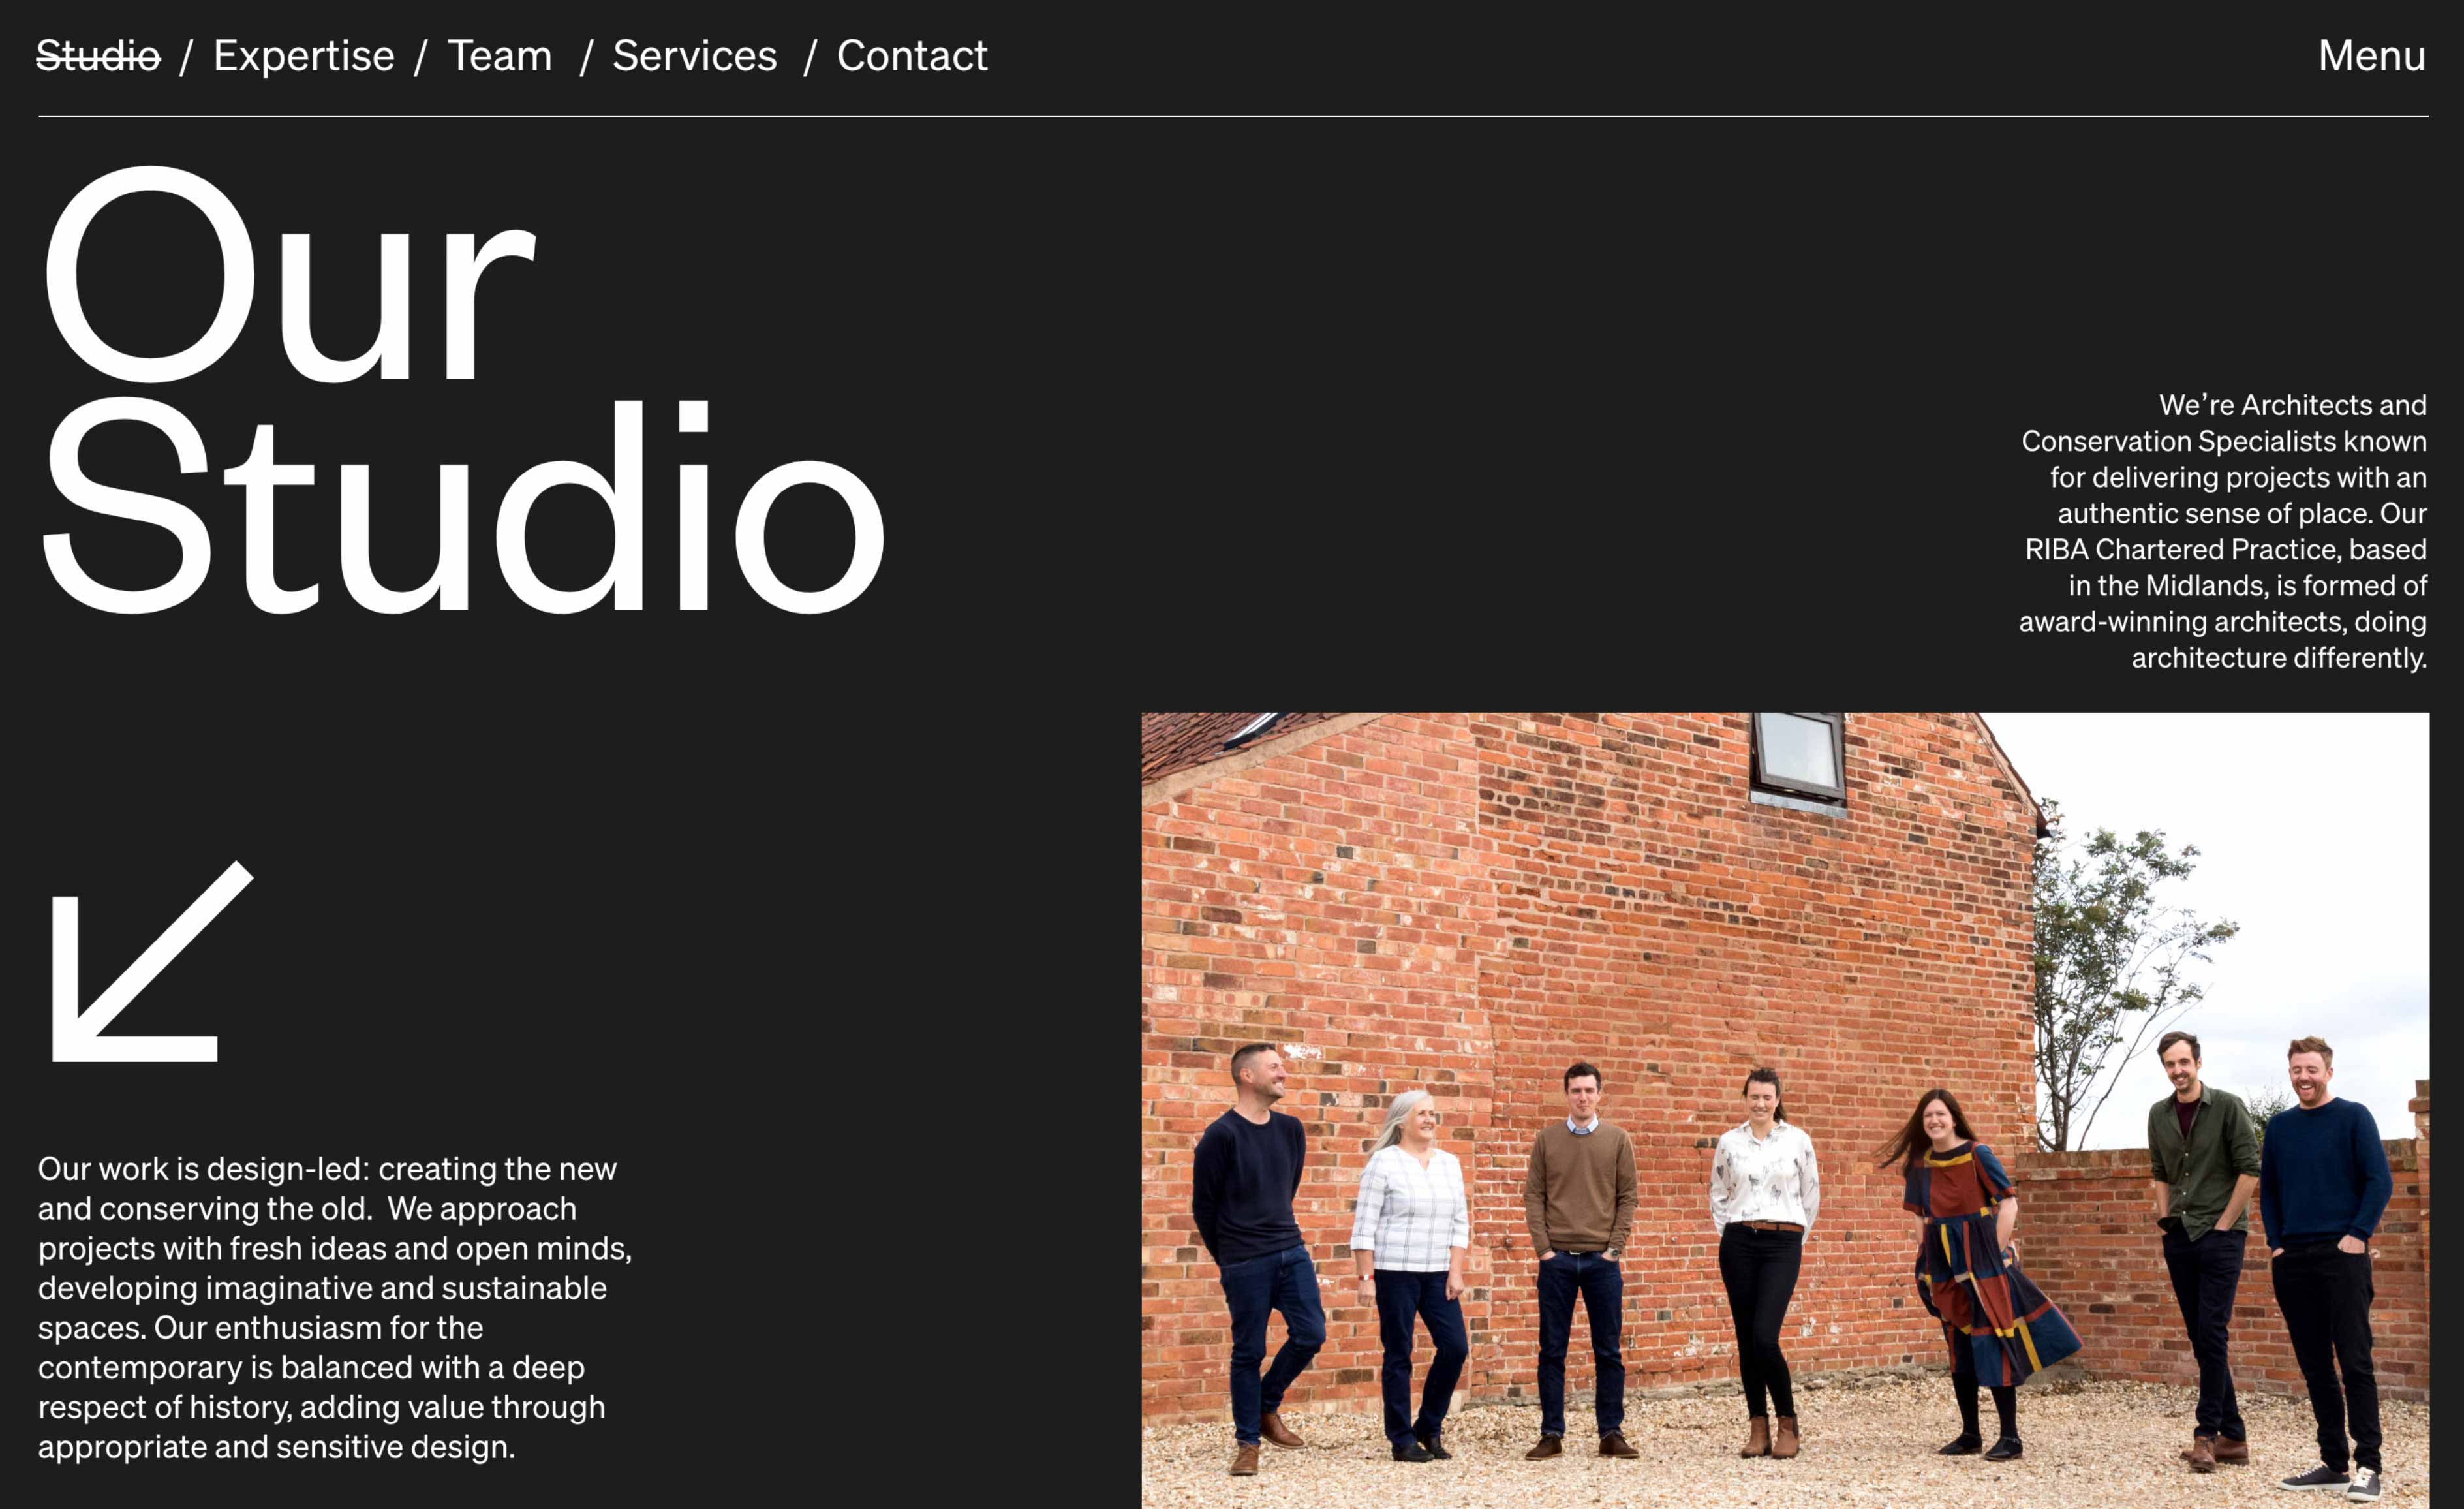 Studio / Expertise / Team / Services / Contact
Menu
Our
Studio
We’re Architects and
Conservation Specialists known
for delivering projects with an
authentic sense of place. Our
RIBA Chartered Practice, based
in the Midlands, is formed of
award-winning architects, doing
architecture differently.
Our work is design-led: creating the new
and conserving the old.  We approach
projects with fresh ideas and open minds,
developing imaginative and sustainable
spaces. Our enthusiasm for the
contemporary is balanced with a deep
respect of history, adding value through
appropriate and sensitive design.